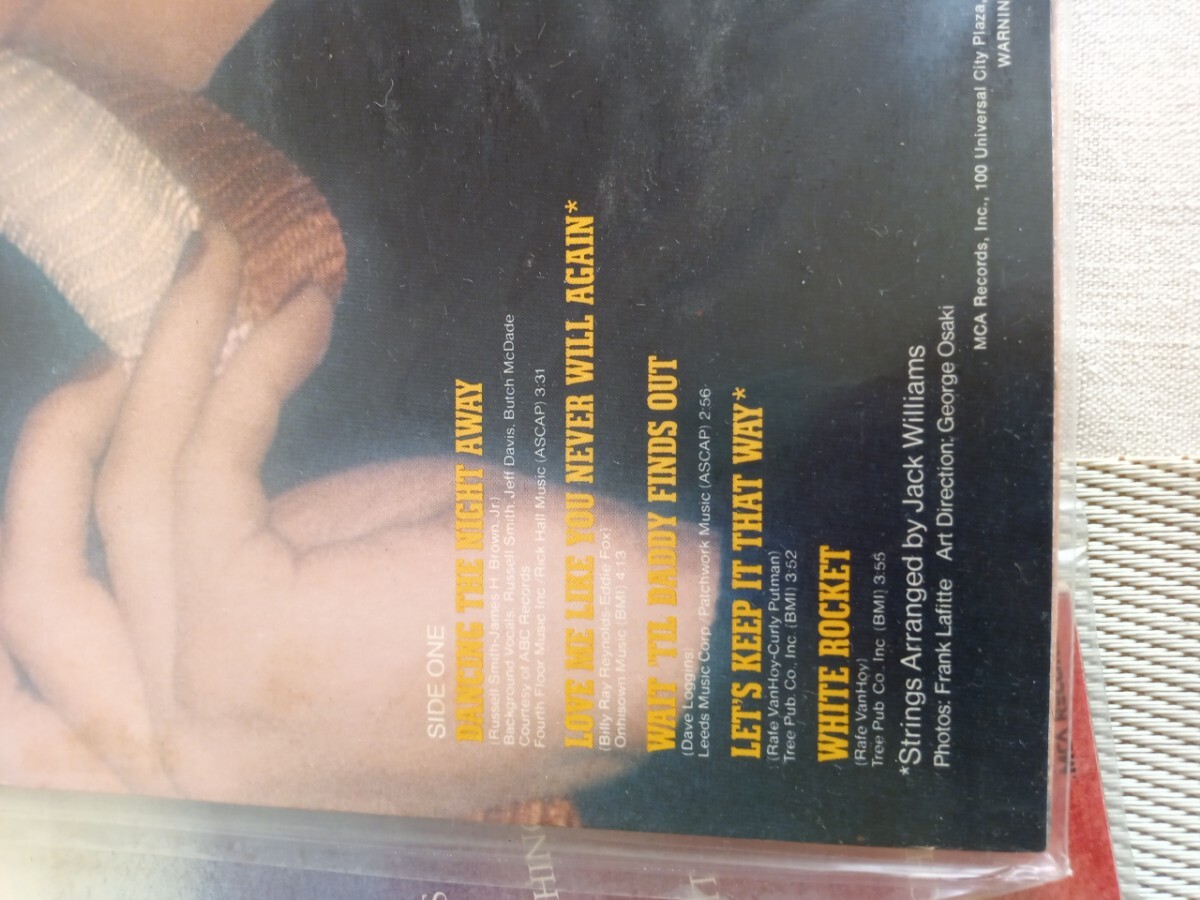 SIDE ONE
DANCING THE NIGHT AWAY
(Russell Smith-James H. Brown, Jr.)
Background Vocals: Russell Smith, Jeff Davis, Butch McDade
Courtesy of ABC Records
Fourth Floor Music Inc./Rick Hall Music (ASCAP) 3:31
LOVE ME LIKE YOU NEVER WILL AGAIN*
(Billy Ray Reynolds-Eddie Fox)
Onhisown Music (BMI) 4:13
WAIT 'TIL DADDY FINDS OUT
(Dave Loggins)
Leeds Music Corp./Patchwork Music (ASCAP) 2:56
LET'S KEEP IT THAT WAY*
(Rafe VanHoy-Curly Putman)
Tree Pub. Co., Inc. (BMI) 3:52
WHITE ROCKET
(Rafe VanHoy)
Tree Pub. Co., Inc. (BMI) 3:55
*Strings Arranged by Jack Williams
Photos: Frank Lafitte Art Direction: George Osaki
MCA Records, Inc., 100 Universal City Plaza,
WARNIN
HING